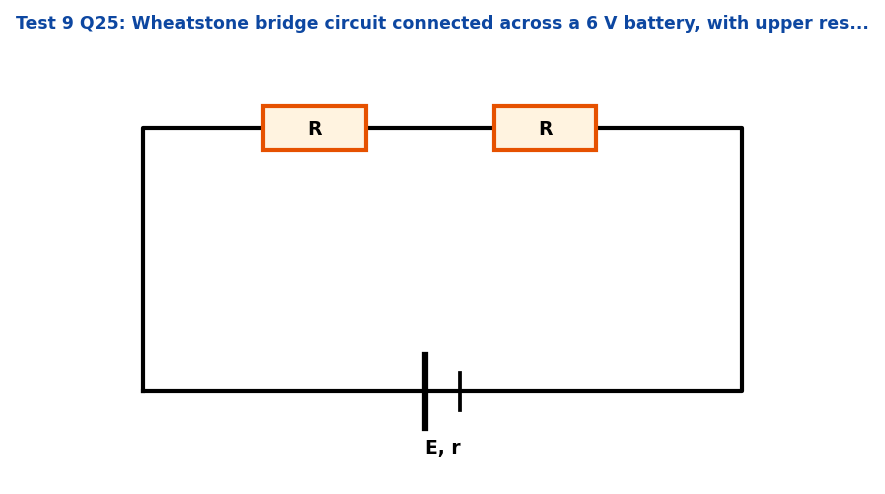 Test 9 Q25: Wheatstone bridge circuit connected across a 6 V battery, with upper res...
R R
E, r